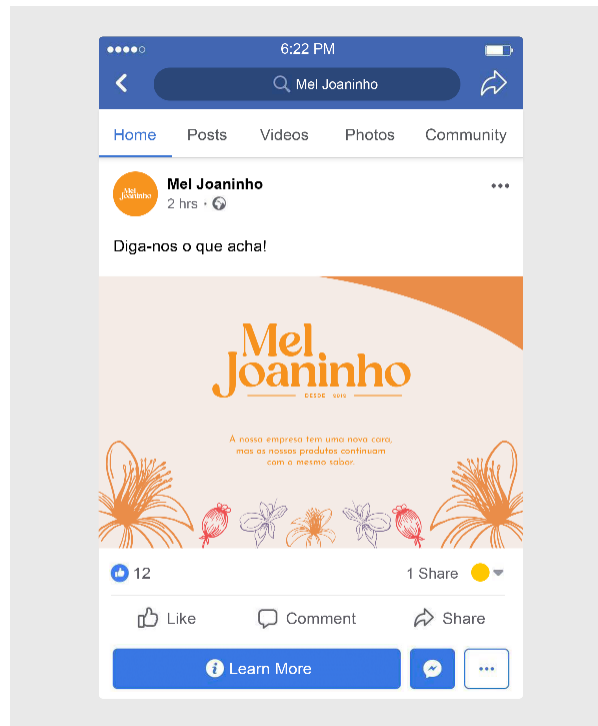 6:22 PM
Mel Joaninho
Home Posts Videos Photos Community
Mel
Joaninho
Mel Joaninho
2 hrs
Diga-nos o que acha!
Mel
Joaninho
DESDE
A nossa empresa tem uma nova cara,
mas os nossos produtos continuam
com o mesmo sabor.
12 1 Share
Like Comment Share
Learn More